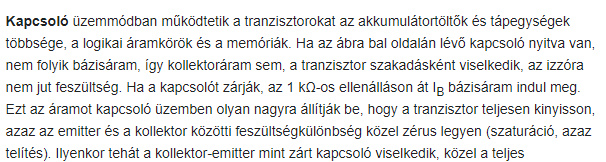 Kapcsoló üzemmódban működtetik a tranzisztorokat az akkumulátortöltők és tápegységek
többsége, a logikai áramkörök és a memóriák. Ha az ábra bal oldalán lévő kapcsoló nyitva van,
nem folyik bázisáram, így kollektoráram sem, a tranzisztor szakadásként viselkedik, az izzóra
nem jut feszültség. Ha a kapcsolót zárják, az 1 kΩ-os ellenálláson át IB bázisáram indul meg.
Ezt az áramot kapcsoló üzemben olyan nagyra állítják be, hogy a tranzisztor teljesen kinyisson,
azaz az emitter és a kollektor közötti feszültségkülönbség közel zérus legyen (szaturáció, azaz
telítés). Ilyenkor tehát a kollektor-emitter mint zárt kapcsoló viselkedik, közel a teljes